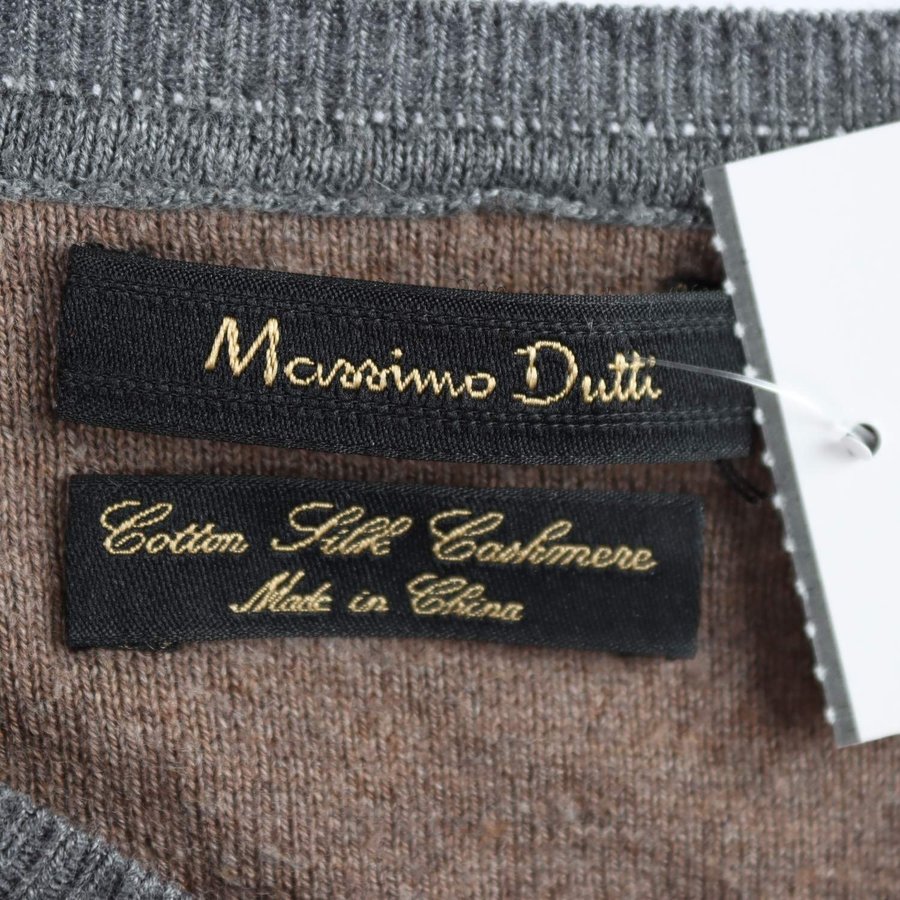 Massimo Dutti
Cotton Silk Cashmere
Made in China